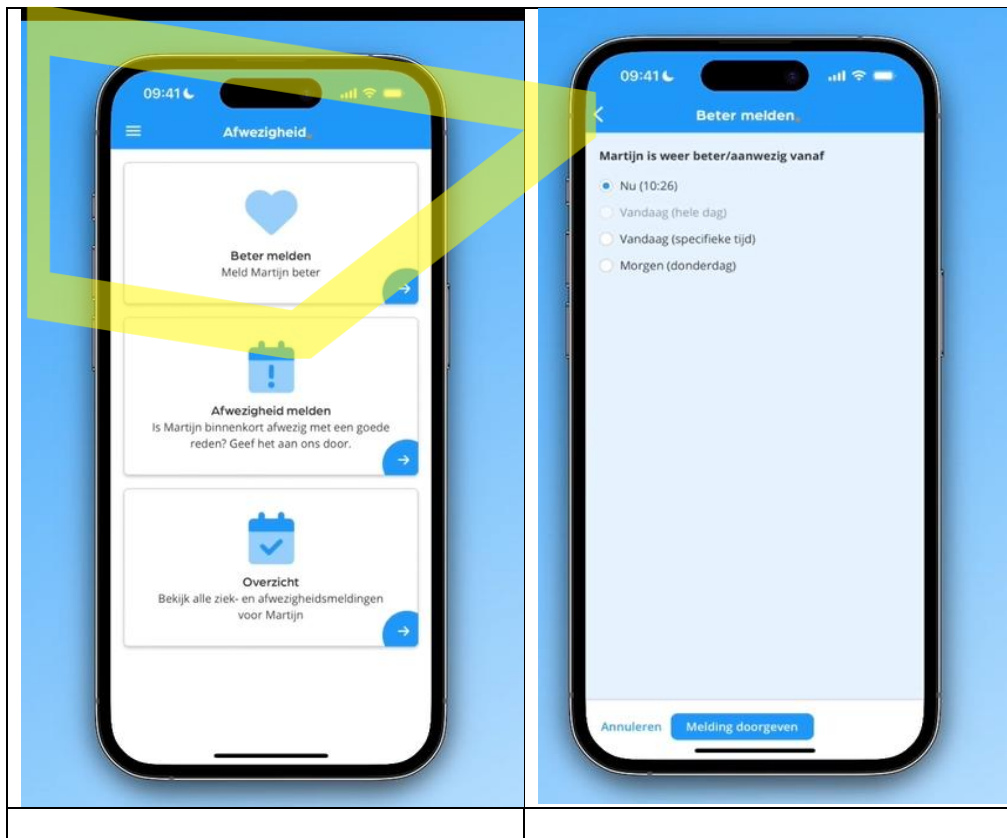 09:41
Afwezigheid.
Beter melden
Meld Martijn beter
Afwezigheid melden
Is Martijn binnenkort afwezig met een goede
reden? Geef het aan ons door.
Overzicht
Bekijk alle ziek- en afwezigheidsmeldingen
voor Martijn
09:41
Beter melden.
Martijn is weer beter/aanwezig vanaf
Nu (10:26)
Vandaag (hele dag)
Vandaag (specifieke tijd)
Morgen (donderdag)
Annuleren Melding doorgeven